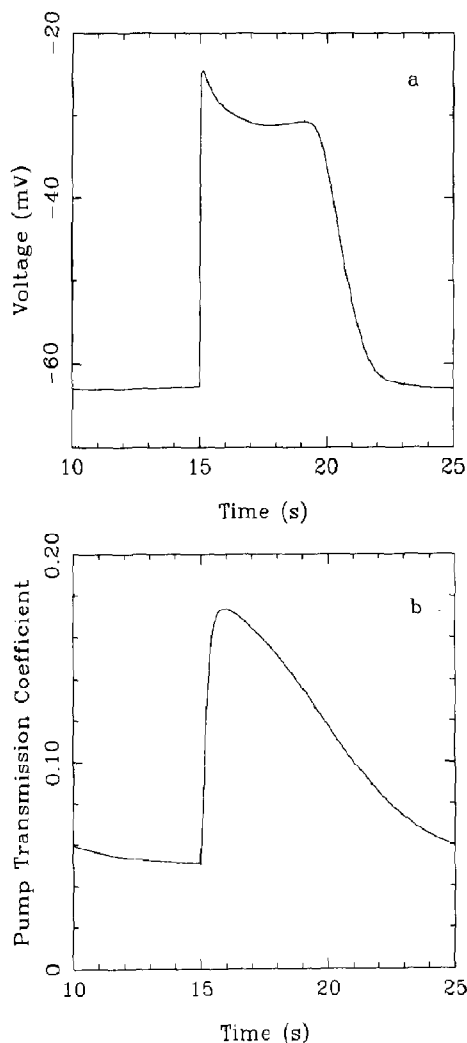 -20
a
Voltage (mV)
-40
-60
10 15 20 25
Time (s)
0.20
b
Pump Transmission Coefficient
0.10
0
10 15 20 25
Time (s)